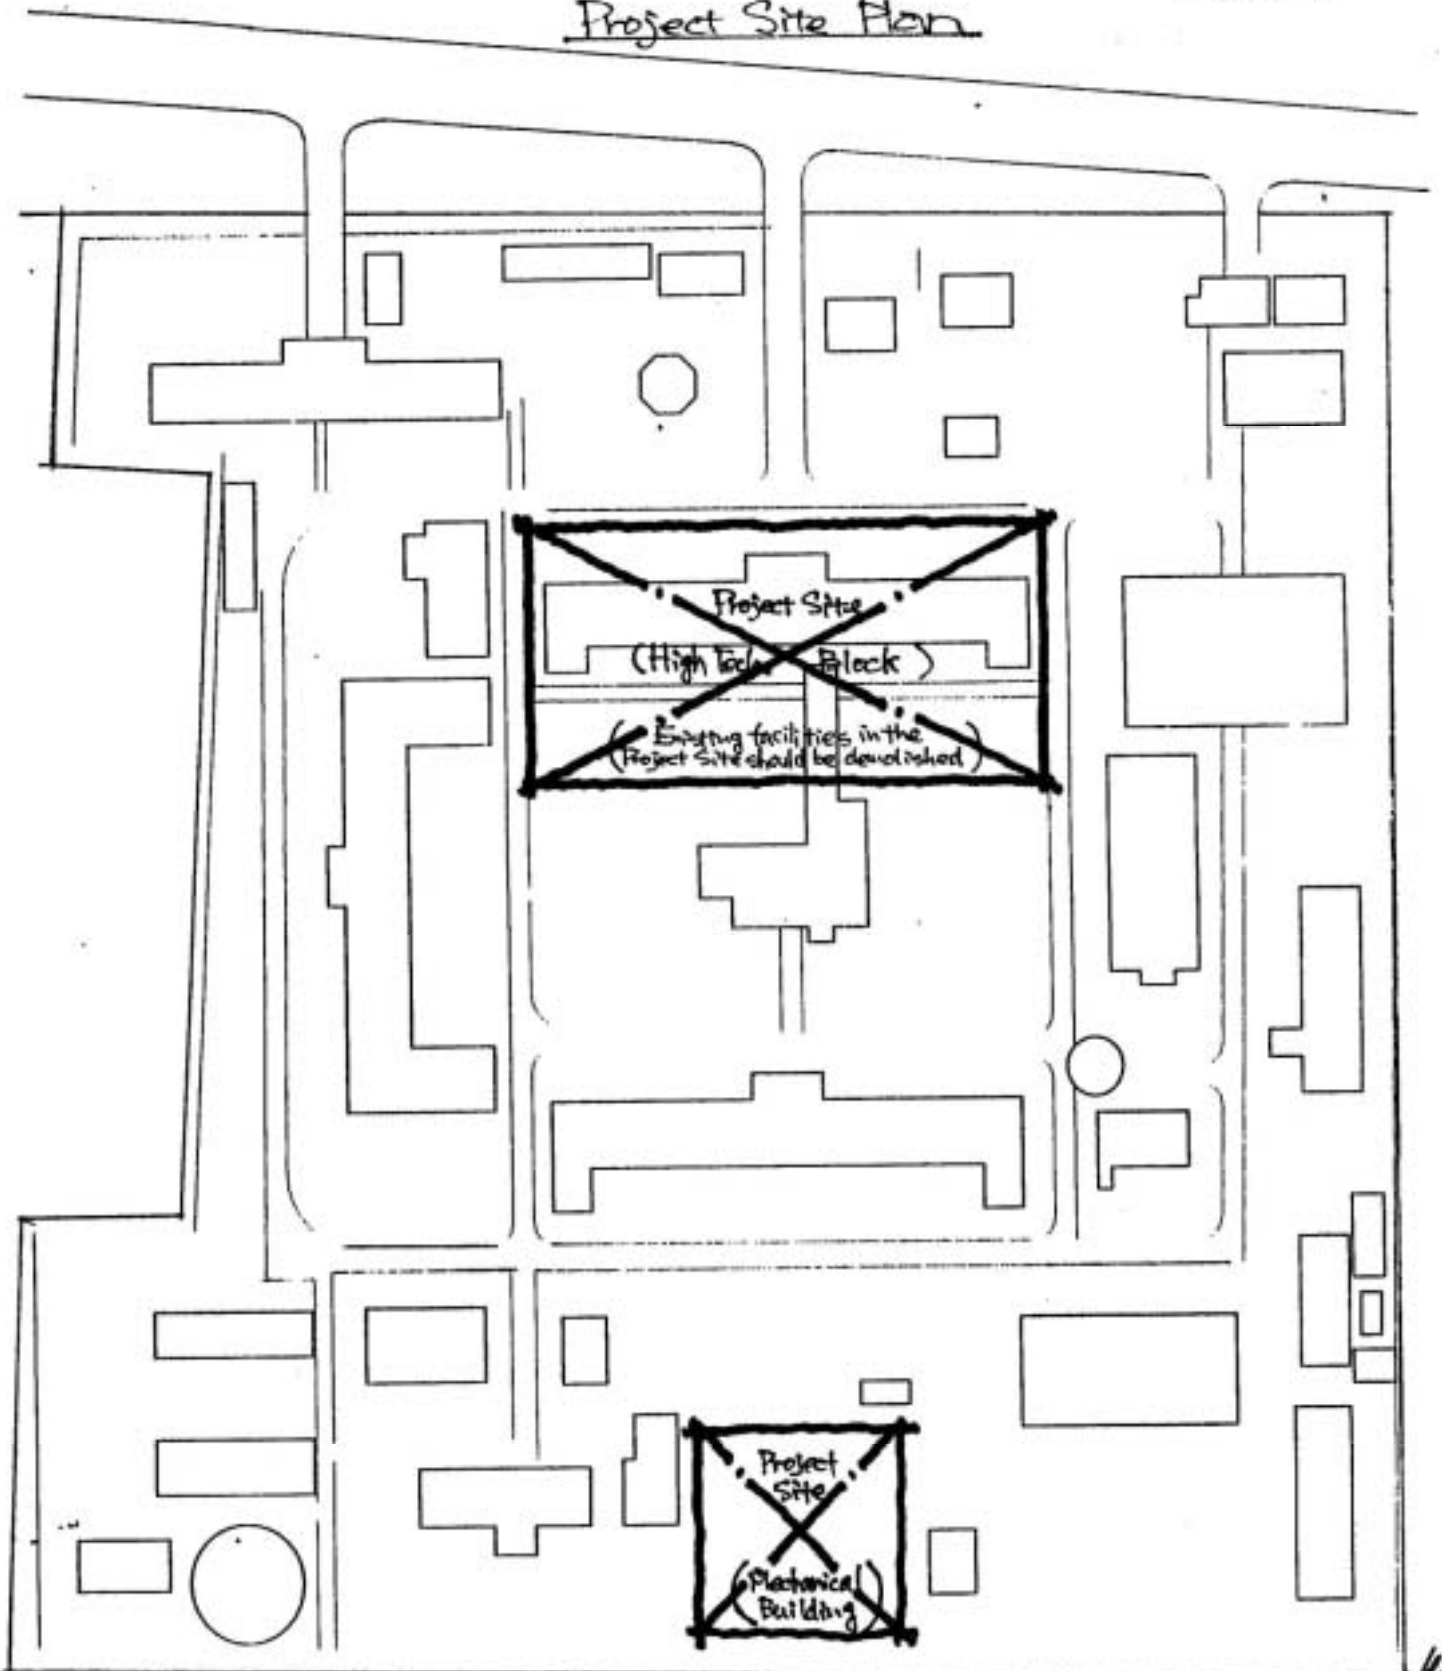 Project Site Plan
Project Site
(High Block)
(Existing facilities in the
Project Site should be demolished)
Project
Site
(Mechanical
Building)